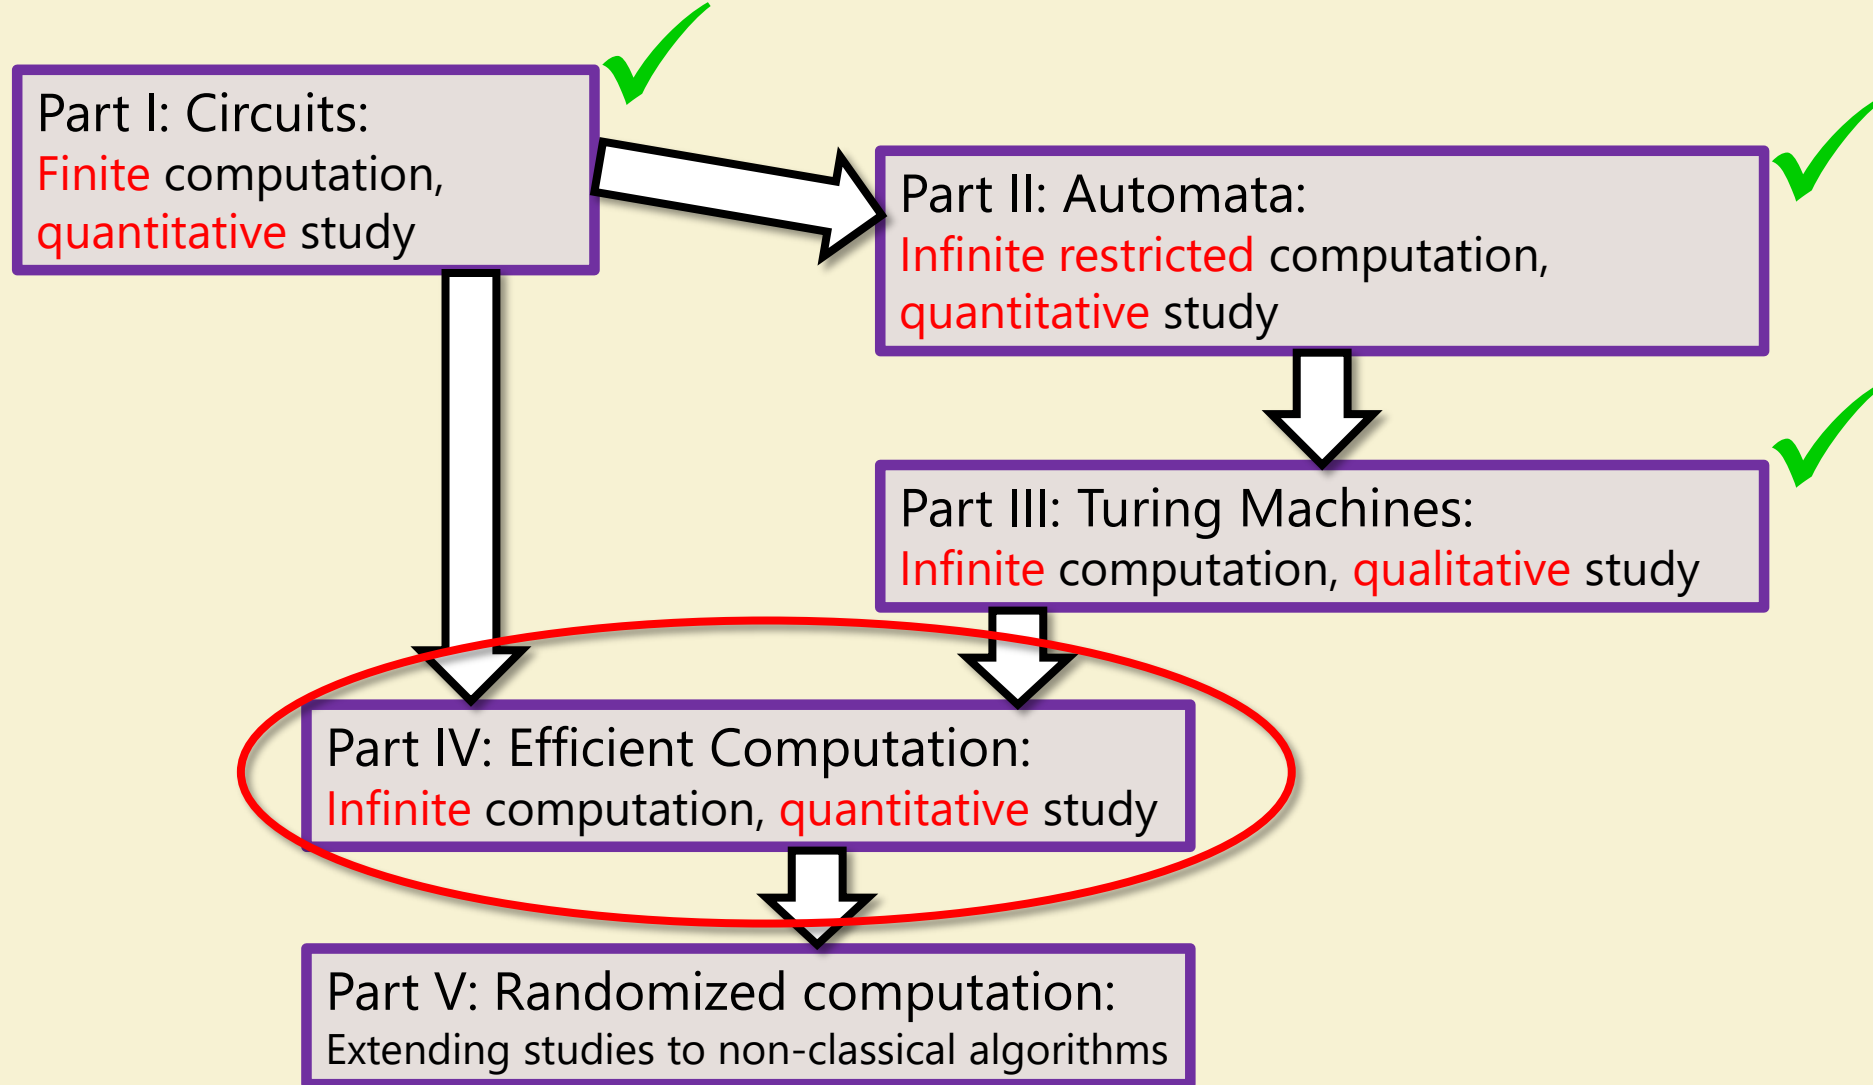 Part I: Circuits:
Finite computation,
quantitative study
Part II: Automata:
Infinite restricted computation,
quantitative study
Part III: Turing Machines:
Infinite computation, qualitative study
Part IV: Efficient Computation:
Infinite computation, quantitative study
Part V: Randomized computation:
Extending studies to non-classical algorithms